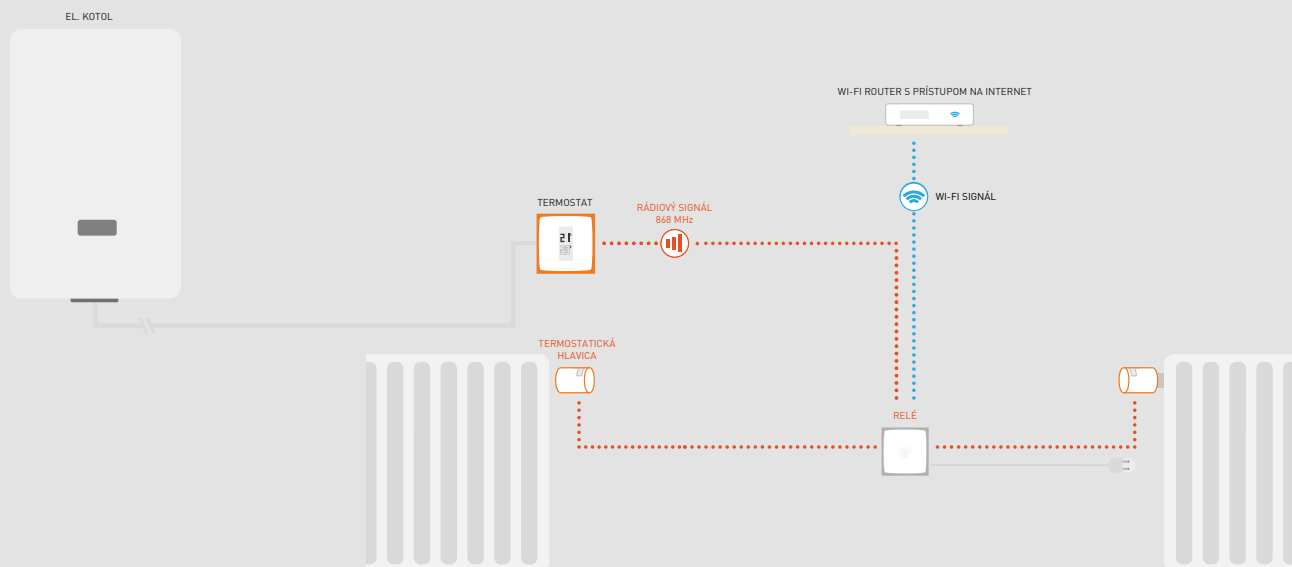 EL. KOTOL
WI-FI ROUTER S PRÍSTUPOM NA INTERNET
WI-FI SIGNÁL
TERMOSTAT
RÁDIOVÝ SIGNÁL
868 MHz
TERMOSTATICKÁ
HLAVICA
RELÉ